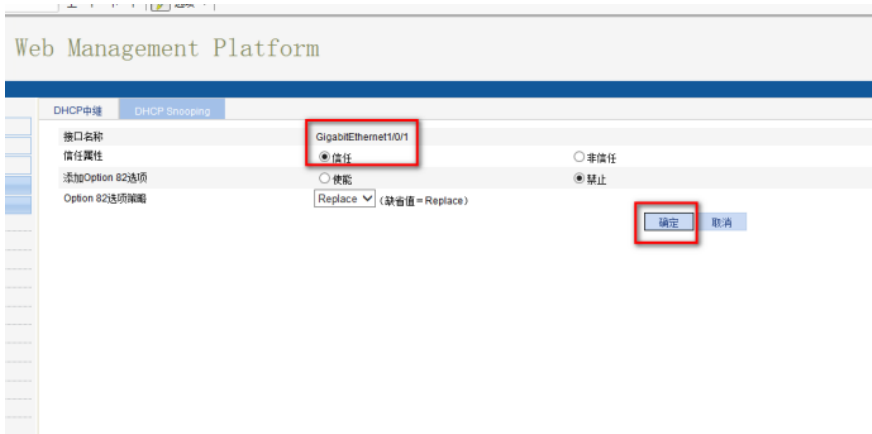 Web Management Platform
DHCP中继 DHCP Snooping
接口名称 GigabitEthernet1/0/1
信任属性 信任 非信任
添加Option 82选项 使能 禁止
Option 82选项策略 Replace (缺省值=Replace)
确定 取消